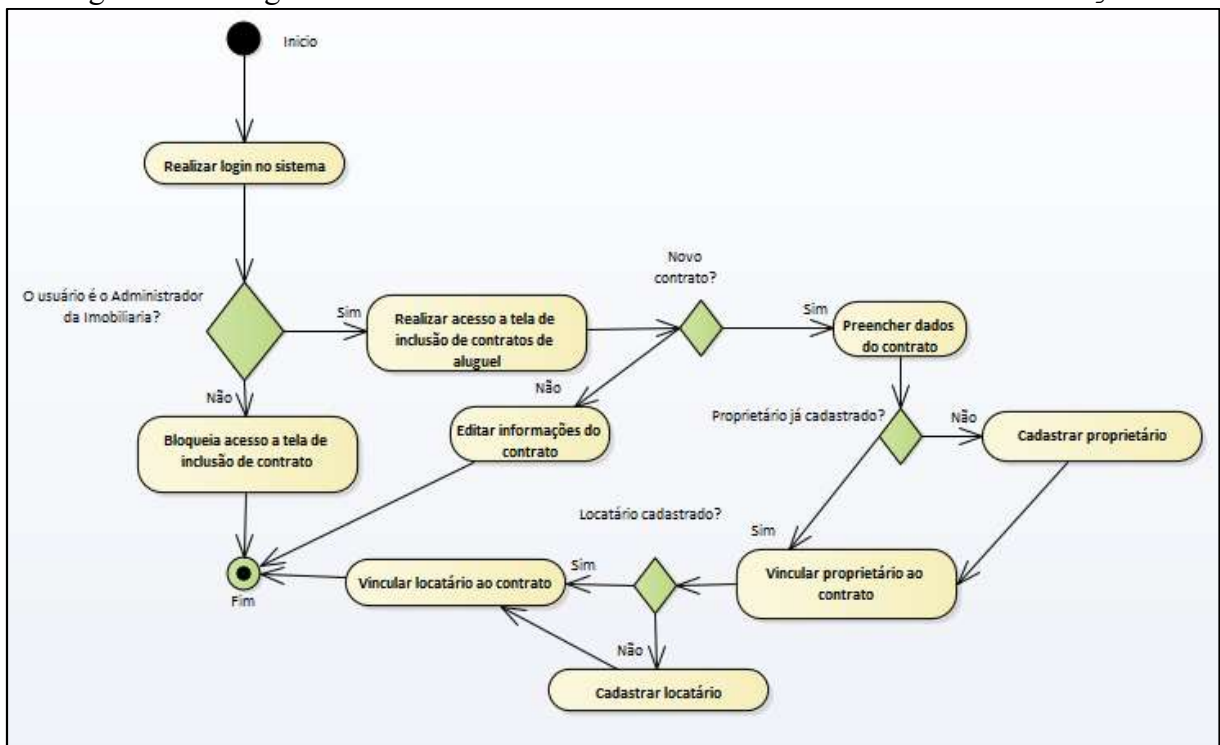 Inicio
Realizar login no sistema
O usuário é o Administrador
da Imobiliaria?
Sim
Realizar acesso a tela de
inclusão de contratos de
aluguel
Novo
contrato?
Sim
Preencher dados
do contrato
Não
Editar informações do
contrato
Não
Bloqueia acesso a tela de
inclusão de contrato
Proprietário já cadastrado?
Não
Cadastrar proprietário
Sim
Vincular proprietário ao
contrato
Locatário cadastrado?
Sim
Vincular locatário ao contrato
Não
Cadastrar locatário
Fim